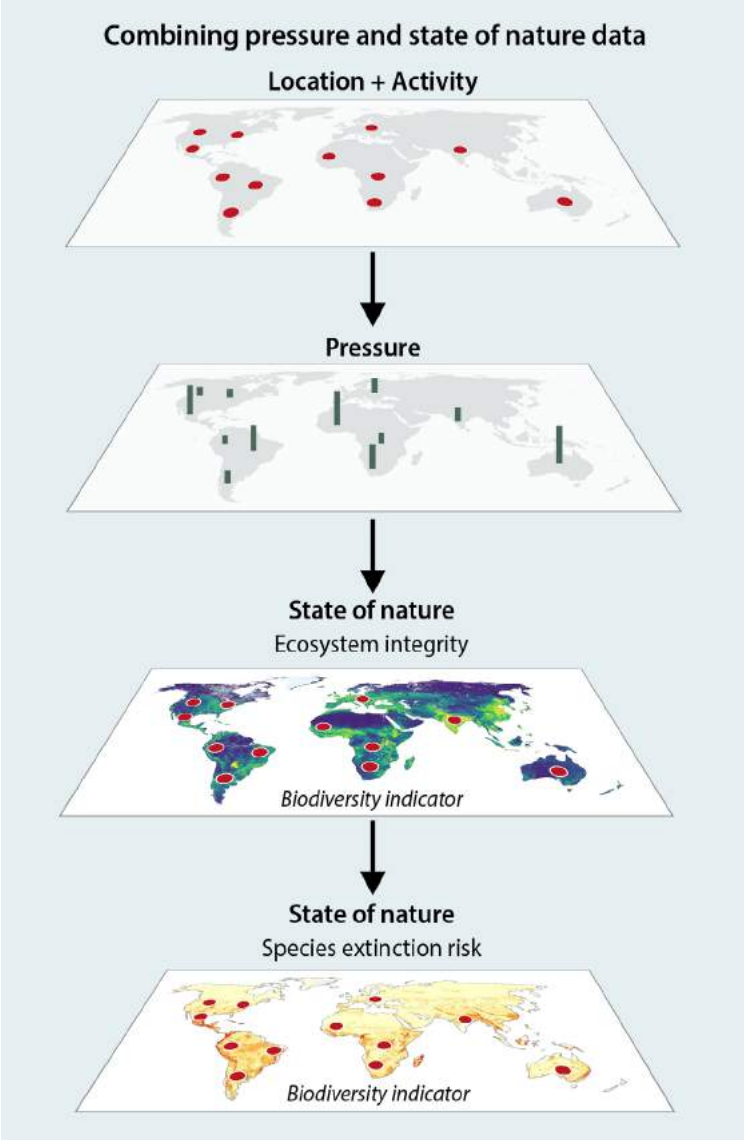 Combining pressure and state of nature data
Location + Activity
Pressure
State of nature
Ecosystem integrity
Biodiversity indicator
State of nature
Species extinction risk
Biodiversity indicator